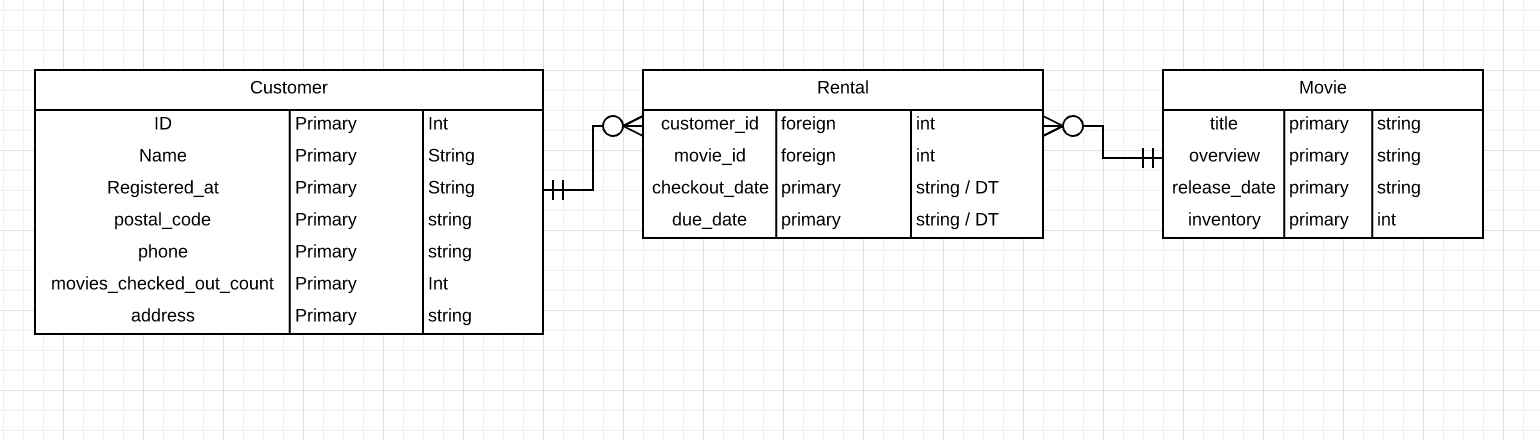 Customer
ID Primary Int
Name Primary String
Registered_at Primary String
postal_code Primary string
phone Primary string
movies_checked_out_count Primary Int
address Primary string
Rental
customer_id foreign int
movie_id foreign int
checkout_date primary string / DT
due_date primary string / DT
Movie
title primary string
overview primary string
release_date primary string
inventory primary int